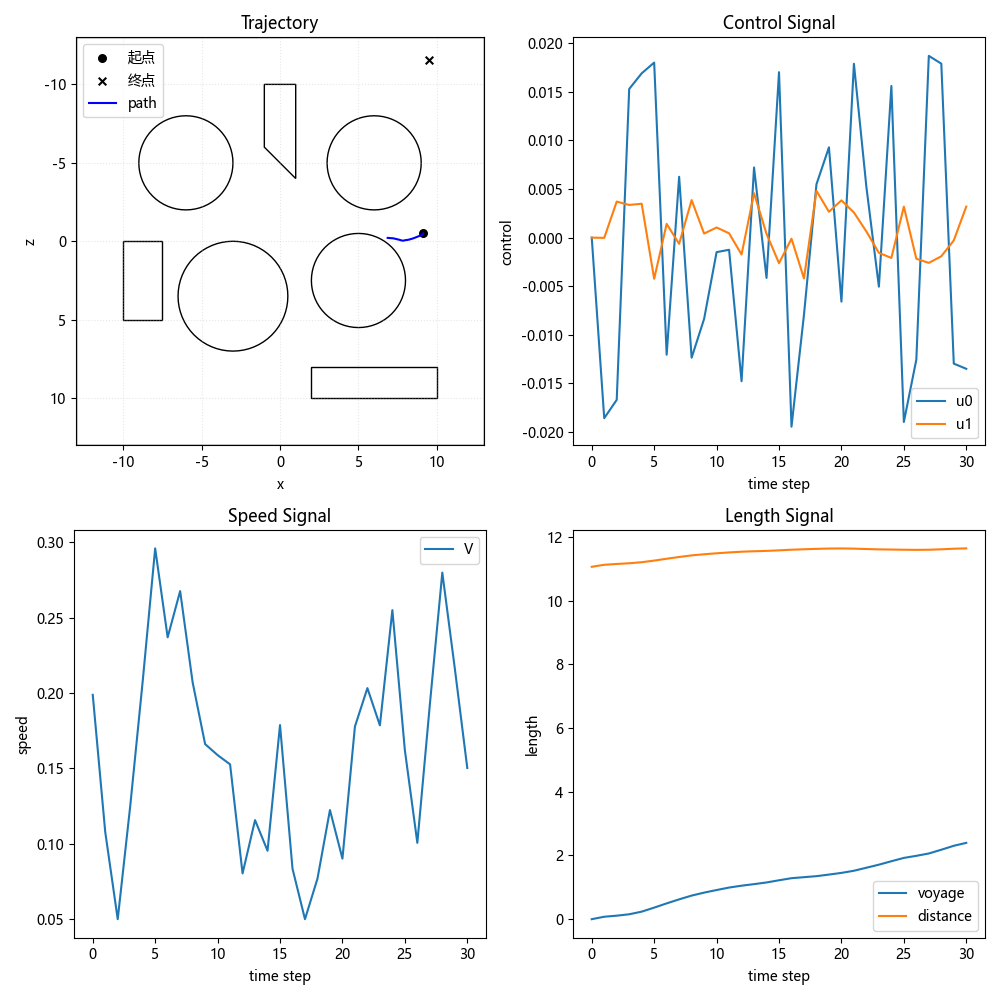 Trajectory
起点
终点
path
-10
-5
0
5
10
z
-10
-5
0
5
10
x
Control Signal
0.020
0.015
0.010
0.005
0.000
-0.005
-0.010
-0.015
-0.020
control
u0
u1
0
5
10
15
20
25
30
time step
Speed Signal
V
0.30
0.25
0.20
0.15
0.10
0.05
speed
0
5
10
15
20
25
30
time step
Length Signal
12
10
8
6
4
2
0
length
voyage
distance
0
5
10
15
20
25
30
time step